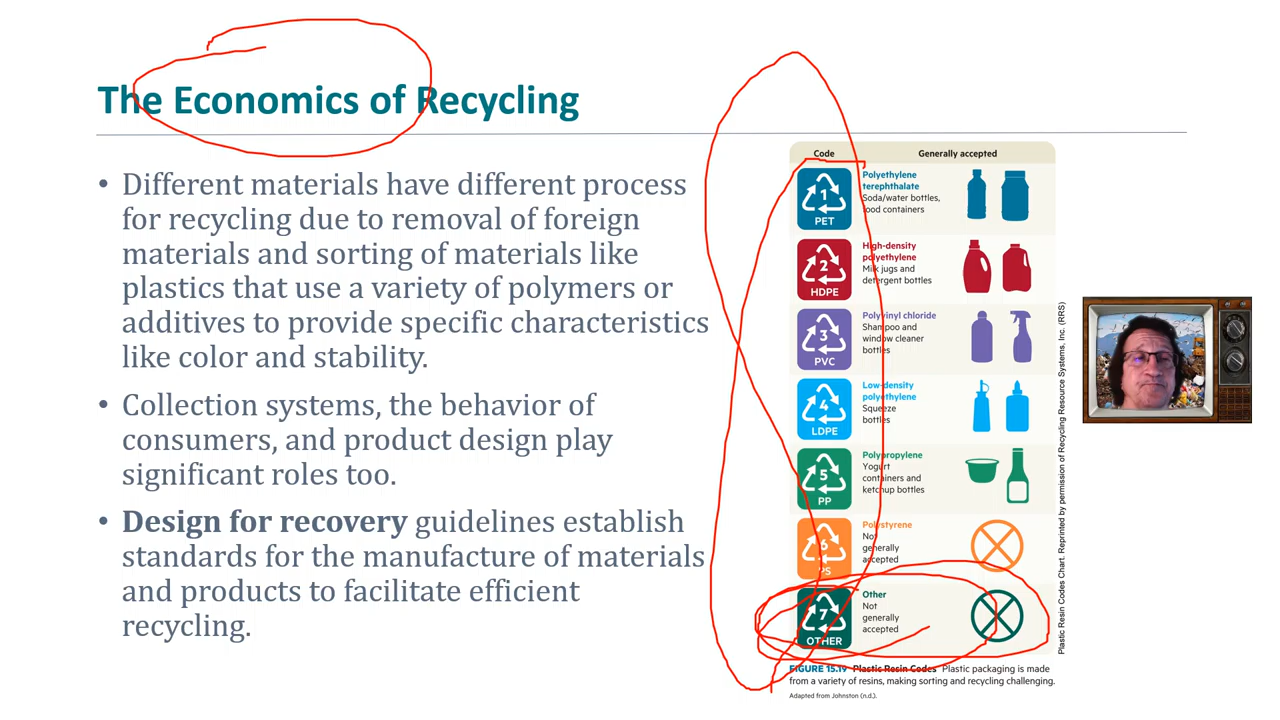 The Economics of Recycling
• Different materials have different process
for recycling due to removal of foreign
materials and sorting of materials like
plastics that use a variety of polymers or
additives to provide specific characteristics
like color and stability.
• Collection systems, the behavior of
consumers, and product design play
significant roles too.
• Design for recovery guidelines establish
standards for the manufacture of materials
and products to facilitate efficient
recycling.
Code Generally accepted
1
PET
Polyethylene
terephthalate
Soda/water bottles,
food containers
2
HDPE
High-density
polyethylene
Milk jugs and
detergent bottles
3
PVC
Polyvinyl chloride
Shampoo and
window cleaner
bottles
4
LDPE
Low-density
polyethylene
Squeeze
bottles
5
PP
Polypropylene
Yogurt
containers and
ketchup bottles
6
PS
Polystyrene
Not
generally
accepted
7
OTHER
Other
Not
generally
accepted
Plastic Resin Codes Chart. Reprinted by permission of Recycling Resource Systems, Inc. (RRS)
FIGURE 15.19 Plastic Resin Codes Plastic packaging is made
from a variety of resins, making sorting and recycling challenging.
Adapted from Johnston (n.d.).